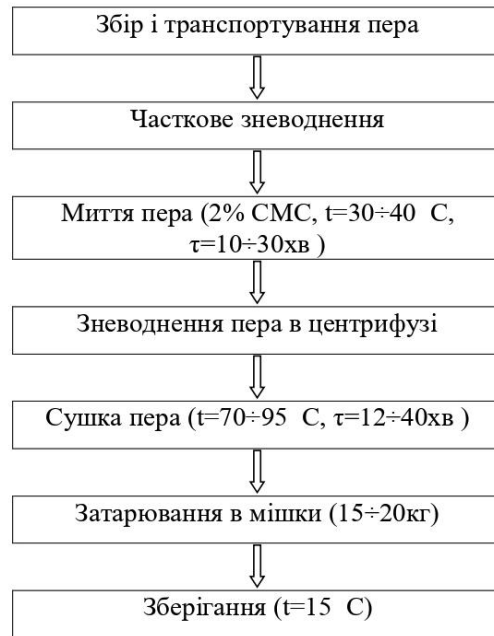 Збір і транспортування пера
Часткове зневоднення
Миття пера (2% СМС, t=30÷40 С,
τ=10÷30хв )
Зневоднення пера в центрифузі
Сушка пера (t=70÷95 С, τ=12÷40хв )
Затарювання в мішки (15÷20кг)
Зберігання (t=15 С)